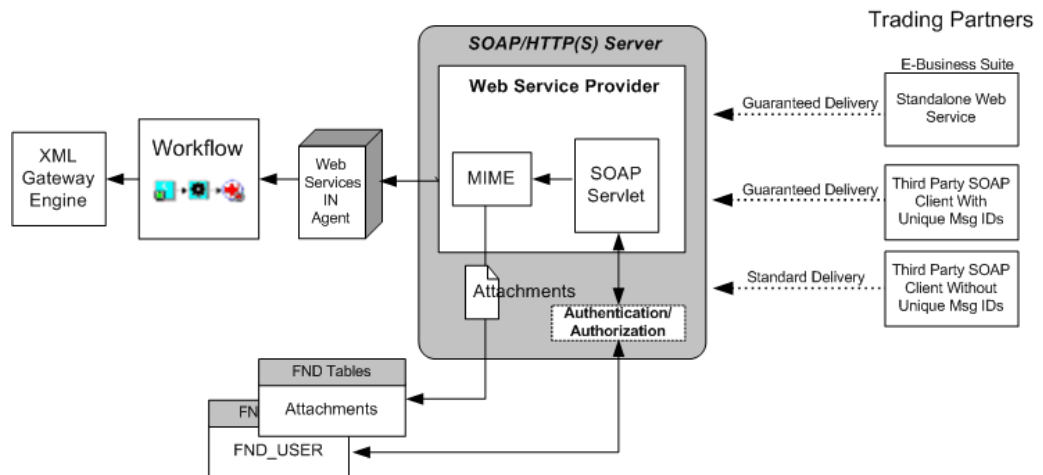 Trading Partners
SOAP/HTTP(S) Server
E-Business Suite
Web Service Provider
Guaranteed Delivery
Standalone Web
Service
XML
Gateway
Engine
Workflow
Web
Services
IN
Agent
MIME
SOAP
Servlet
Guaranteed Delivery
Third Party SOAP
Client With
Unique Msg IDs
Standard Delivery
Third Party SOAP
Client Without
Unique Msg IDs
Attachments
Authentication/
Authorization
FND Tables
Attachments
FN
FND_USER